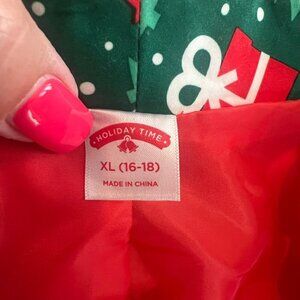 HOLIDAY TIME
XL (16-18)
MADE IN CHINA